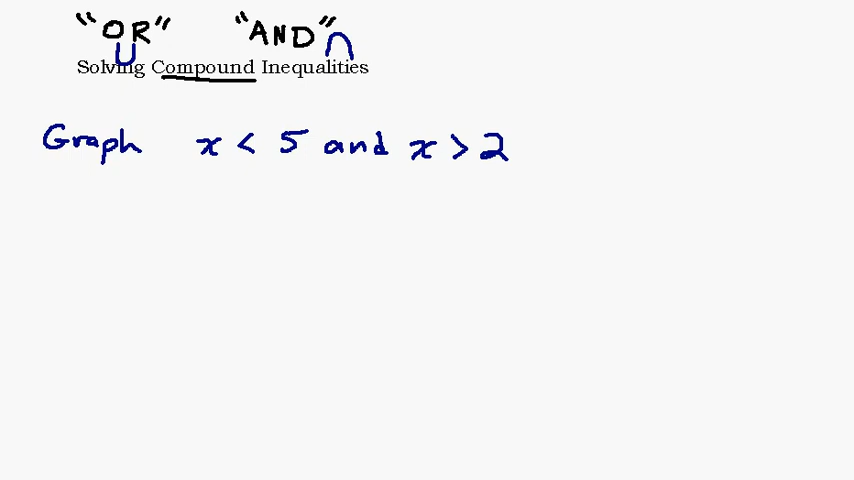 "OR" "AND"
∪ ∩
Solving Compound Inequalities
Graph x < 5 and x > 2